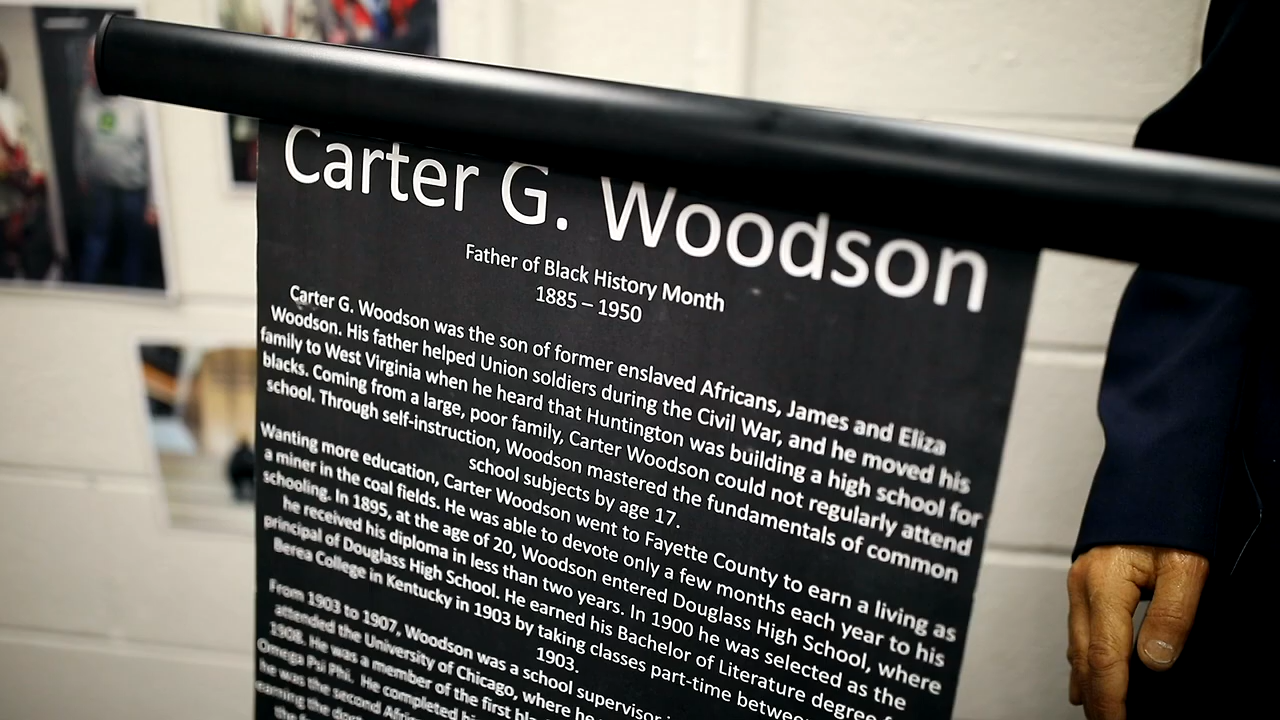 Carter G. Woodson
Father of Black History Month
1885 – 1950
Carter G. Woodson was the son of former enslaved Africans, James and Eliza
Woodson. His father helped Union soldiers during the Civil War, and he moved his
family to West Virginia when he heard that Huntington was building a high school for
blacks. Coming from a large, poor family, Carter Woodson could not regularly attend
school. Through self-instruction, Woodson mastered the fundamentals of common
school subjects by age 17.
Wanting more education, Carter Woodson went to Fayette County to earn a living as
a miner in the coal fields. He was able to devote only a few months each year to his
schooling. In 1895, at the age of 20, Woodson entered Douglass High School, where
he received his diploma in less than two years. In 1900 he was selected as the
principal of Douglass High School. He earned his Bachelor of Literature degree
Berea College in Kentucky in 1903 by taking classes part-time between
1903.
From 1903 to 1907, Woodson was a school supervisor
attended the University of Chicago, where he
1908. He was a member of the first
Omega Psi Phi. He completed his
he was the second
earning the
the